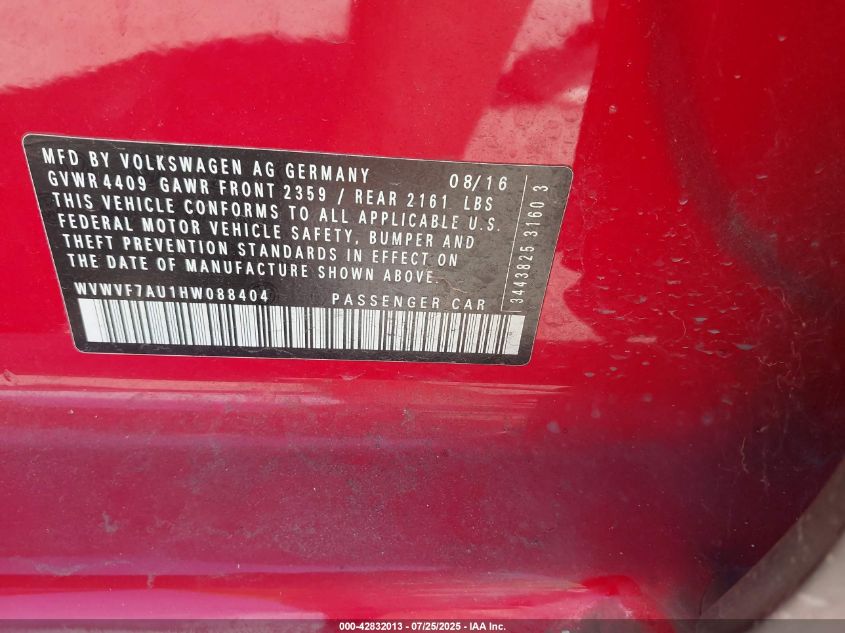 MFD BY VOLKSWAGEN AG GERMANY 08/16
GVWR4409 GAWR FRONT 2359 / REAR 2161 LBS
THIS VEHICLE CONFORMS TO ALL APPLICABLE U.S.
FEDERAL MOTOR VEHICLE SAFETY, BUMPER AND
THEFT PREVENTION STANDARDS IN EFFECT ON
THE DATE OF MANUFACTURE SHOWN ABOVE.
WVWVF7AU1HW088404 PASSENGER CAR
3443825 3160 3
000-42832013 - 07/25/2025 - IAA Inc.